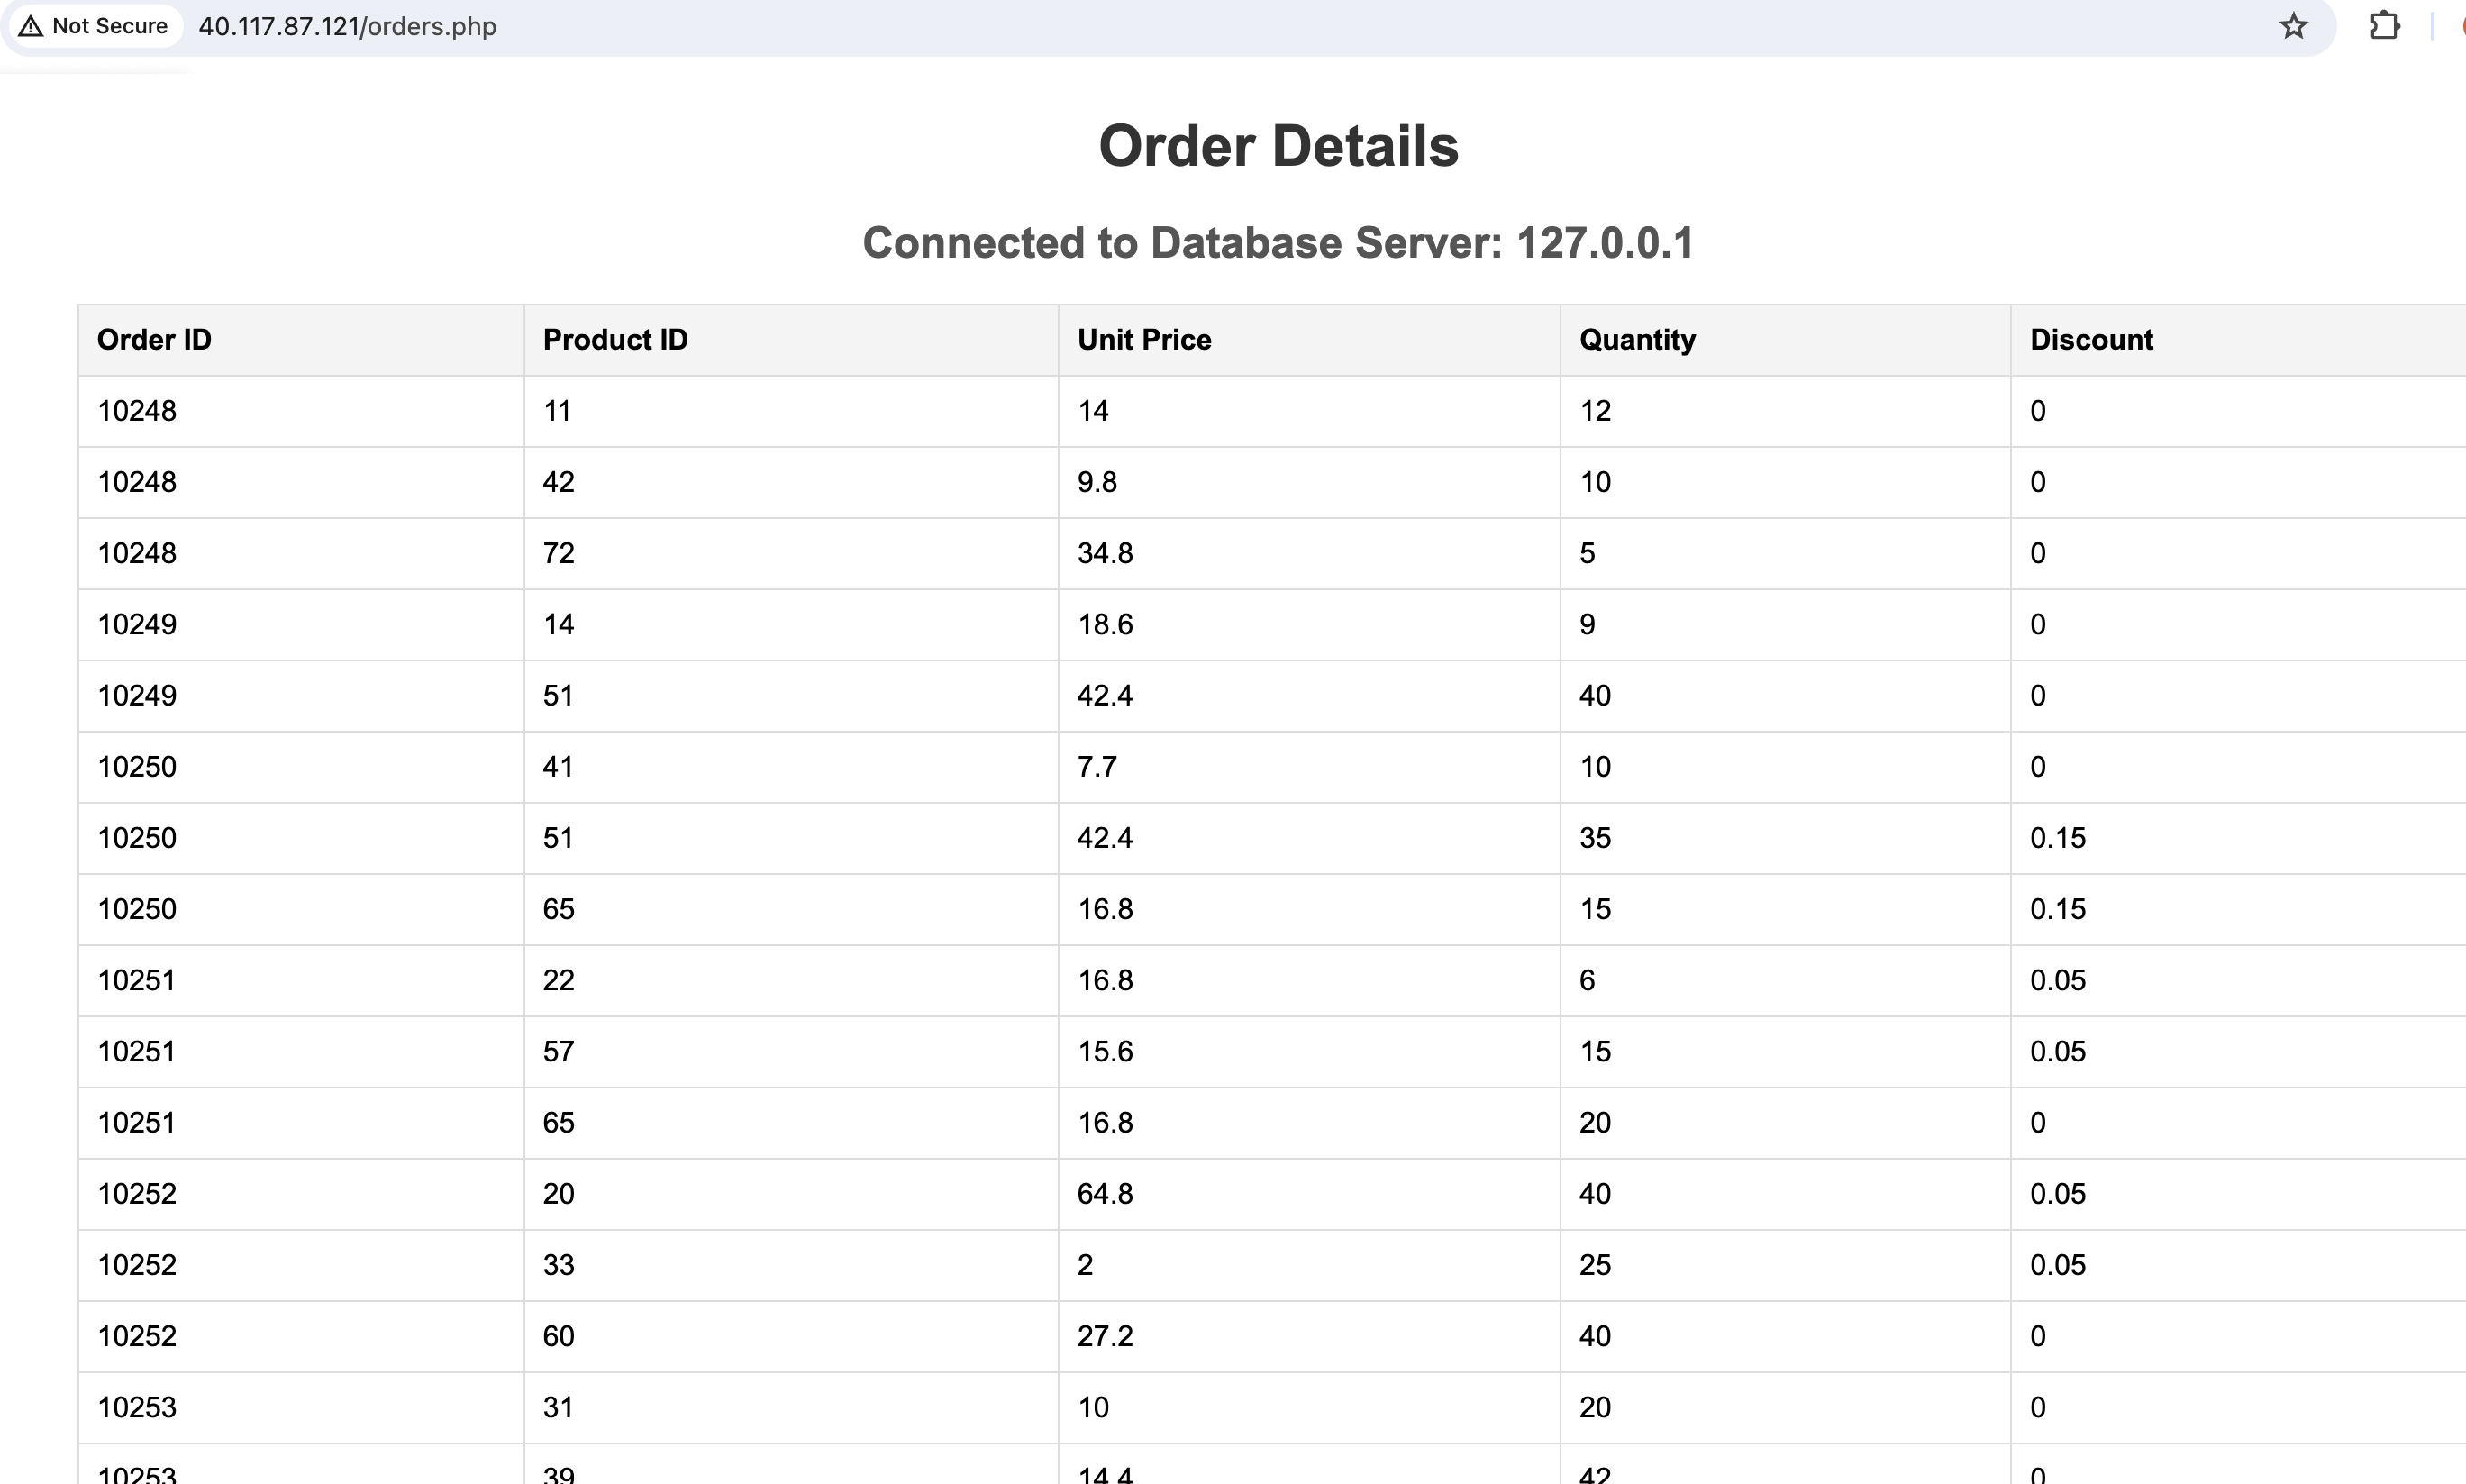 Not Secure 40.117.87.121/orders.php
Order Details
Connected to Database Server: 127.0.0.1
Order ID Product ID Unit Price Quantity Discount
10248 11 14 12 0
10248 42 9.8 10 0
10248 72 34.8 5 0
10249 14 18.6 9 0
10249 51 42.4 40 0
10250 41 7.7 10 0
10250 51 42.4 35 0.15
10250 65 16.8 15 0.15
10251 22 16.8 6 0.05
10251 57 15.6 15 0.05
10251 65 16.8 20 0
10252 20 64.8 40 0.05
10252 33 2 25 0.05
10252 60 27.2 40 0
10253 31 10 20 0
10253 39 14.4 42 0